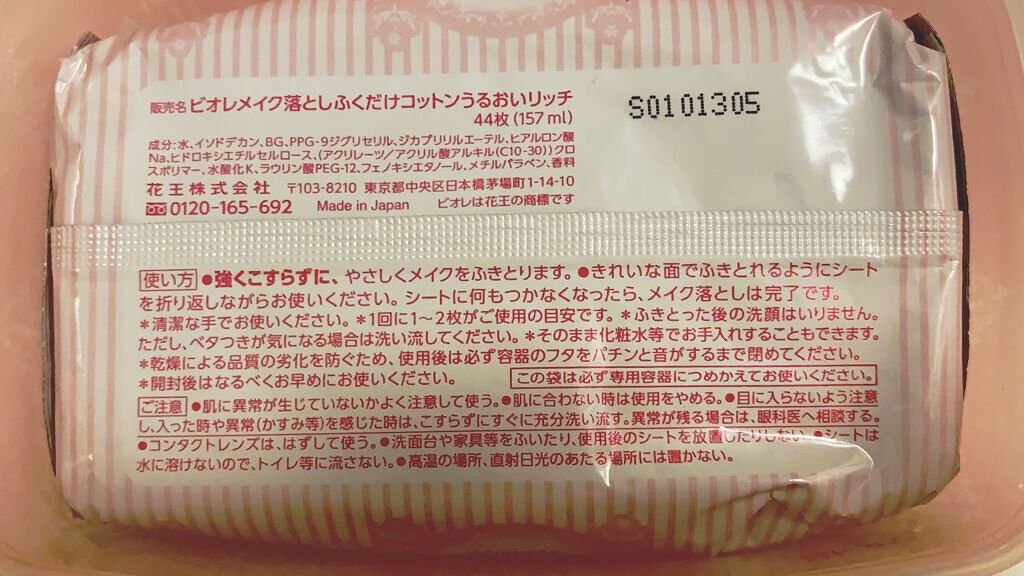 販売名 ビオレメイク落としふくだけコットンうるおいリッチ
44枚(157ml)
S0101305
成分:水、イソドデカン、BG、PPG-9ジグリセリル、ジカプリリルエーテル、ヒアルロン酸
Na、ヒドロキシエチルセルロース、(アクリレーツ/アクリル酸アルキル(C10-30))クロ
スポリマー、水酸化K、ラウリン酸PEG-12、フェノキシエタノール、メチルパラベン、香料
花王株式会社 〒103-8210 東京都中央区日本橋茅場町1-14-10
0120-165-692 Made in Japan ビオレは花王の商標です
使い方 ●強くこすらずに、やさしくメイクをふきとります。●きれいな面でふきとれるようにシート
を折り返しながらお使いください。シートに何もつかなくなったら、メイク落としは完了です。
＊清潔な手でお使いください。＊1回に1〜2枚がご使用の目安です。＊ふきとった後の洗顔はいりません。
ただし、ベタつきが気になる場合は洗い流してください。＊そのまま化粧水等でお手入れすることもできます。
＊乾燥による品質の劣化を防ぐため、使用後は必ず容器のフタをパチンと音がするまで閉めてください。
＊開封後はなるべくお早めにお使いください。 この袋は必ず専用容器につめかえてお使いください。
ご注意 ●肌に異常が生じていないかよく注意して使う。●肌に合わない時は使用をやめる。●目に入らないよう注意
し、入った時や異常(かすみ等)を感じた時は、こすらずにすぐに充分洗い流す。異常が残る場合は、眼科医へ相談する。
●コンタクトレンズは、はずして使う。●洗面台や家具等をふいたり、使用後のシートを放置したりしない。●シートは
水に溶けないので、トイレ等に流さない。●高温の場所、直射日光のあたる場所には置かない。